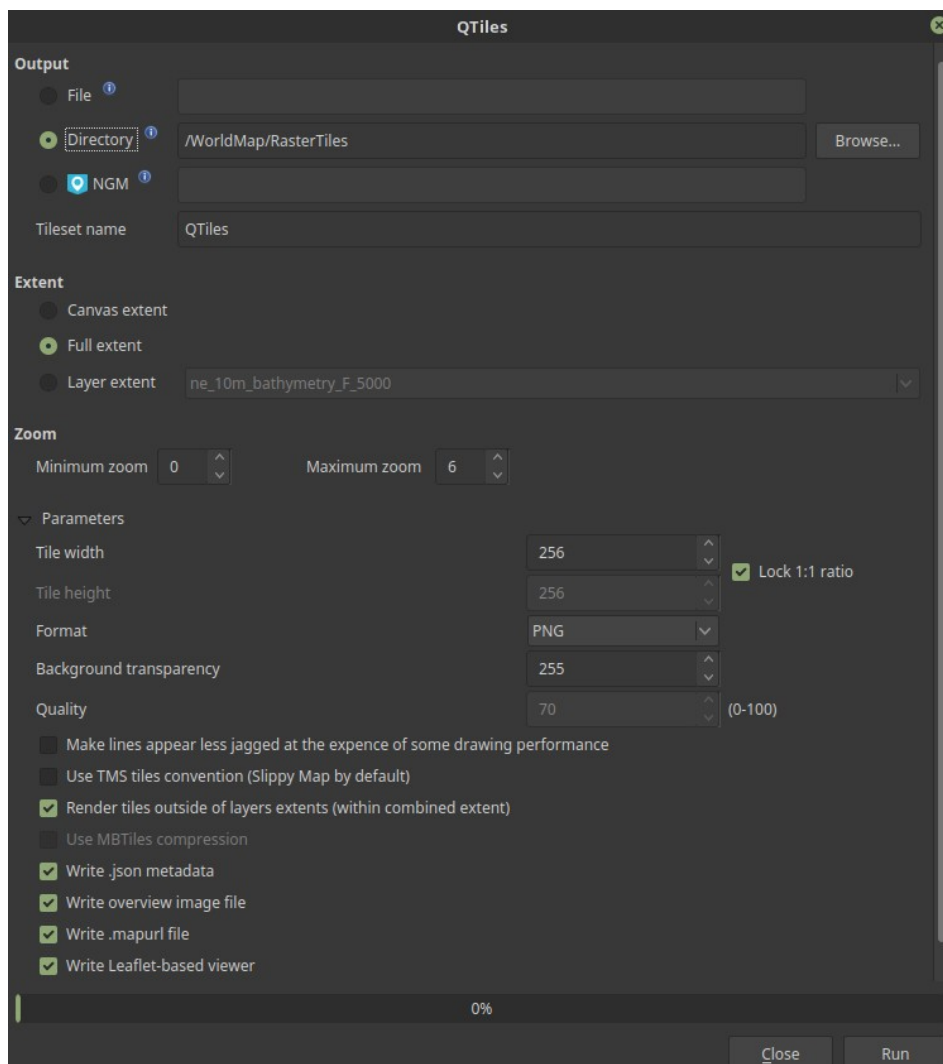 QTiles
Output
File
Directory /WorldMap/RasterTiles Browse...
NGM
Tileset name QTiles
Extent
Canvas extent
Full extent
Layer extent ne_10m_bathymetry_F_5000
Zoom
Minimum zoom 0 Maximum zoom 6
Parameters
Tile width 256
Lock 1:1 ratio
Tile height 256
Format PNG
Background transparency 255
Quality 70 (0-100)
Make lines appear less jagged at the expence of some drawing performance
Use TMS tiles convention (Slippy Map by default)
Render tiles outside of layers extents (within combined extent)
Use MBTiles compression
Write .json metadata
Write overview image file
Write .mapurl file
Write Leaflet-based viewer
0%
Close Run